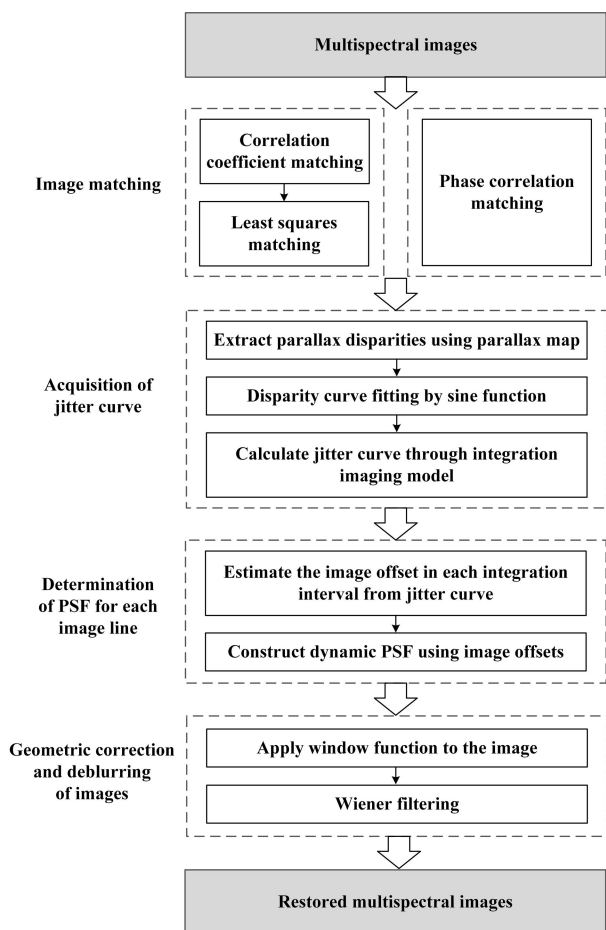 Multispectral images
Image matching
Correlation
coefficient matching
Least squares
matching
Phase correlation
matching
Acquisition of
jitter curve
Extract parallax disparities using parallax map
Disparity curve fitting by sine function
Calculate jitter curve through integration
imaging model
Determination
of PSF for each
image line
Estimate the image offset in each integration
interval from jitter curve
Construct dynamic PSF using image offsets
Geometric correction
and deblurring
of images
Apply window function to the image
Wiener filtering
Restored multispectral images